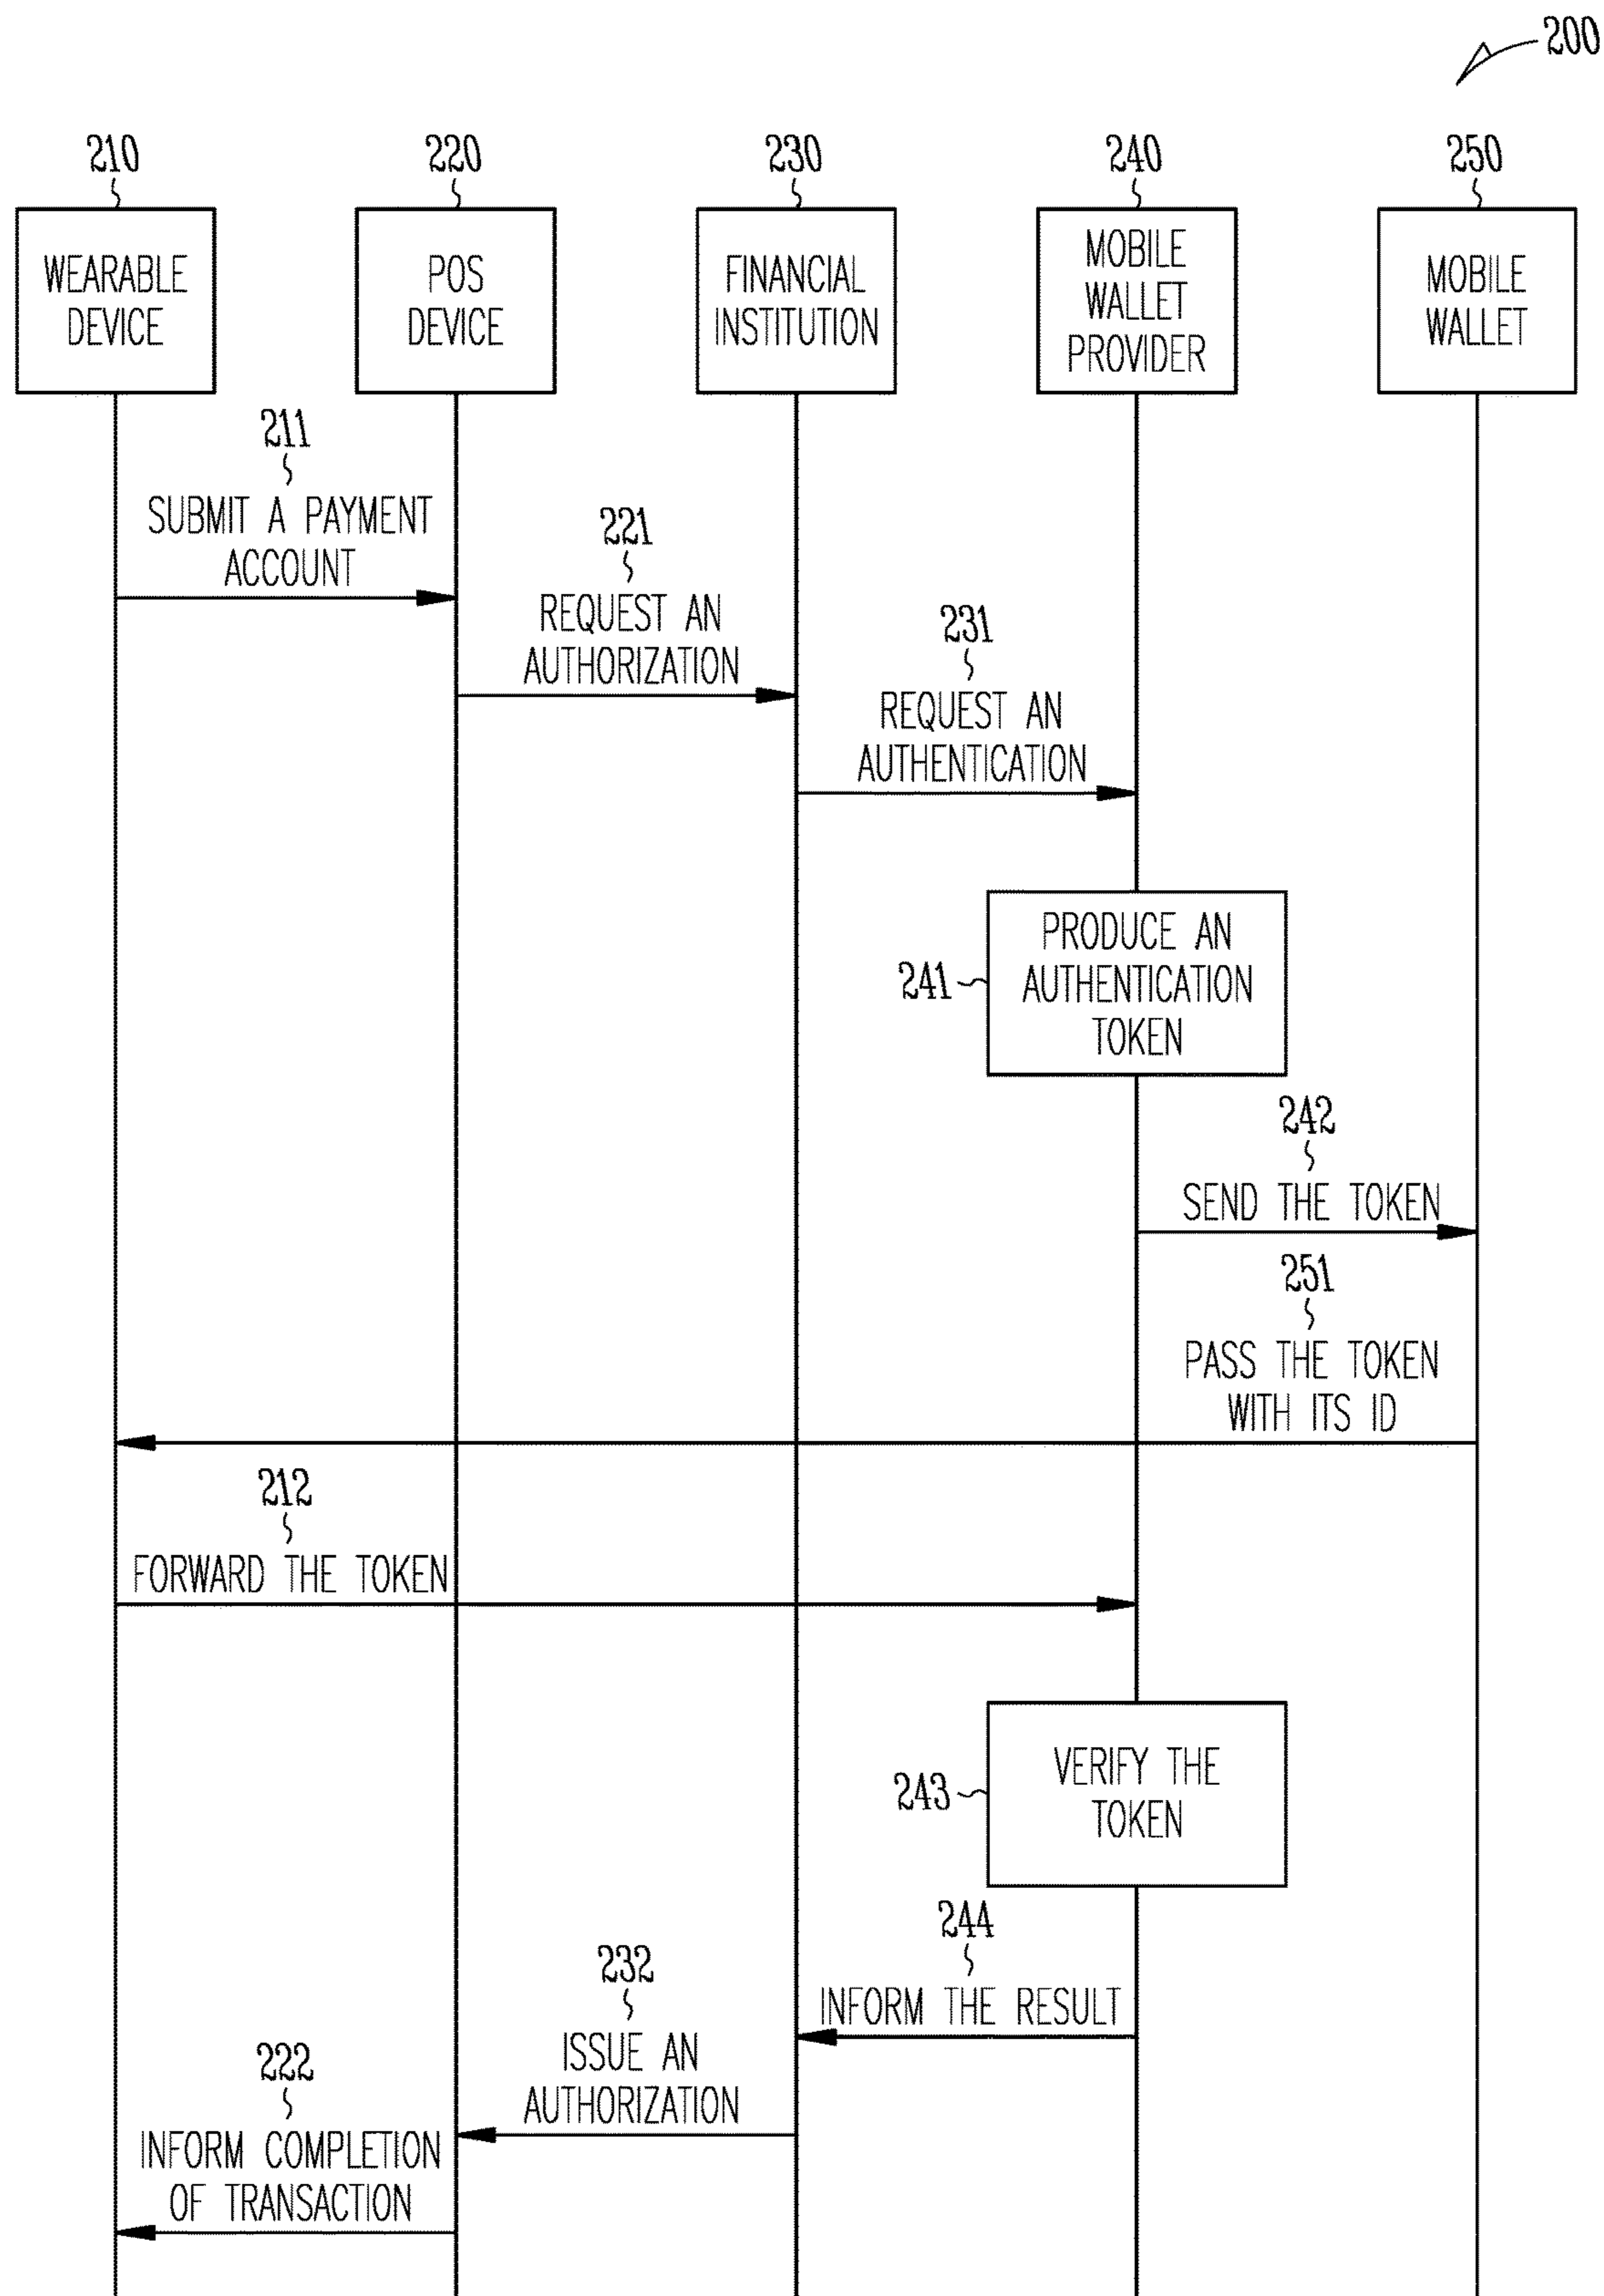 200
210
220
230
240
250
WEARABLE
DEVICE
POS
DEVICE
FINANCIAL
INSTITUTION
MOBILE
WALLET
PROVIDER
MOBILE
WALLET
211
SUBMIT A PAYMENT
ACCOUNT
221
REQUEST AN
AUTHORIZATION
231
REQUEST AN
AUTHENTICATION
241
PRODUCE AN
AUTHENTICATION
TOKEN
242
SEND THE TOKEN
251
PASS THE TOKEN
WITH ITS ID
212
FORWARD THE TOKEN
243
VERIFY THE
TOKEN
244
INFORM THE RESULT
232
ISSUE AN
AUTHORIZATION
222
INFORM COMPLETION
OF TRANSACTION